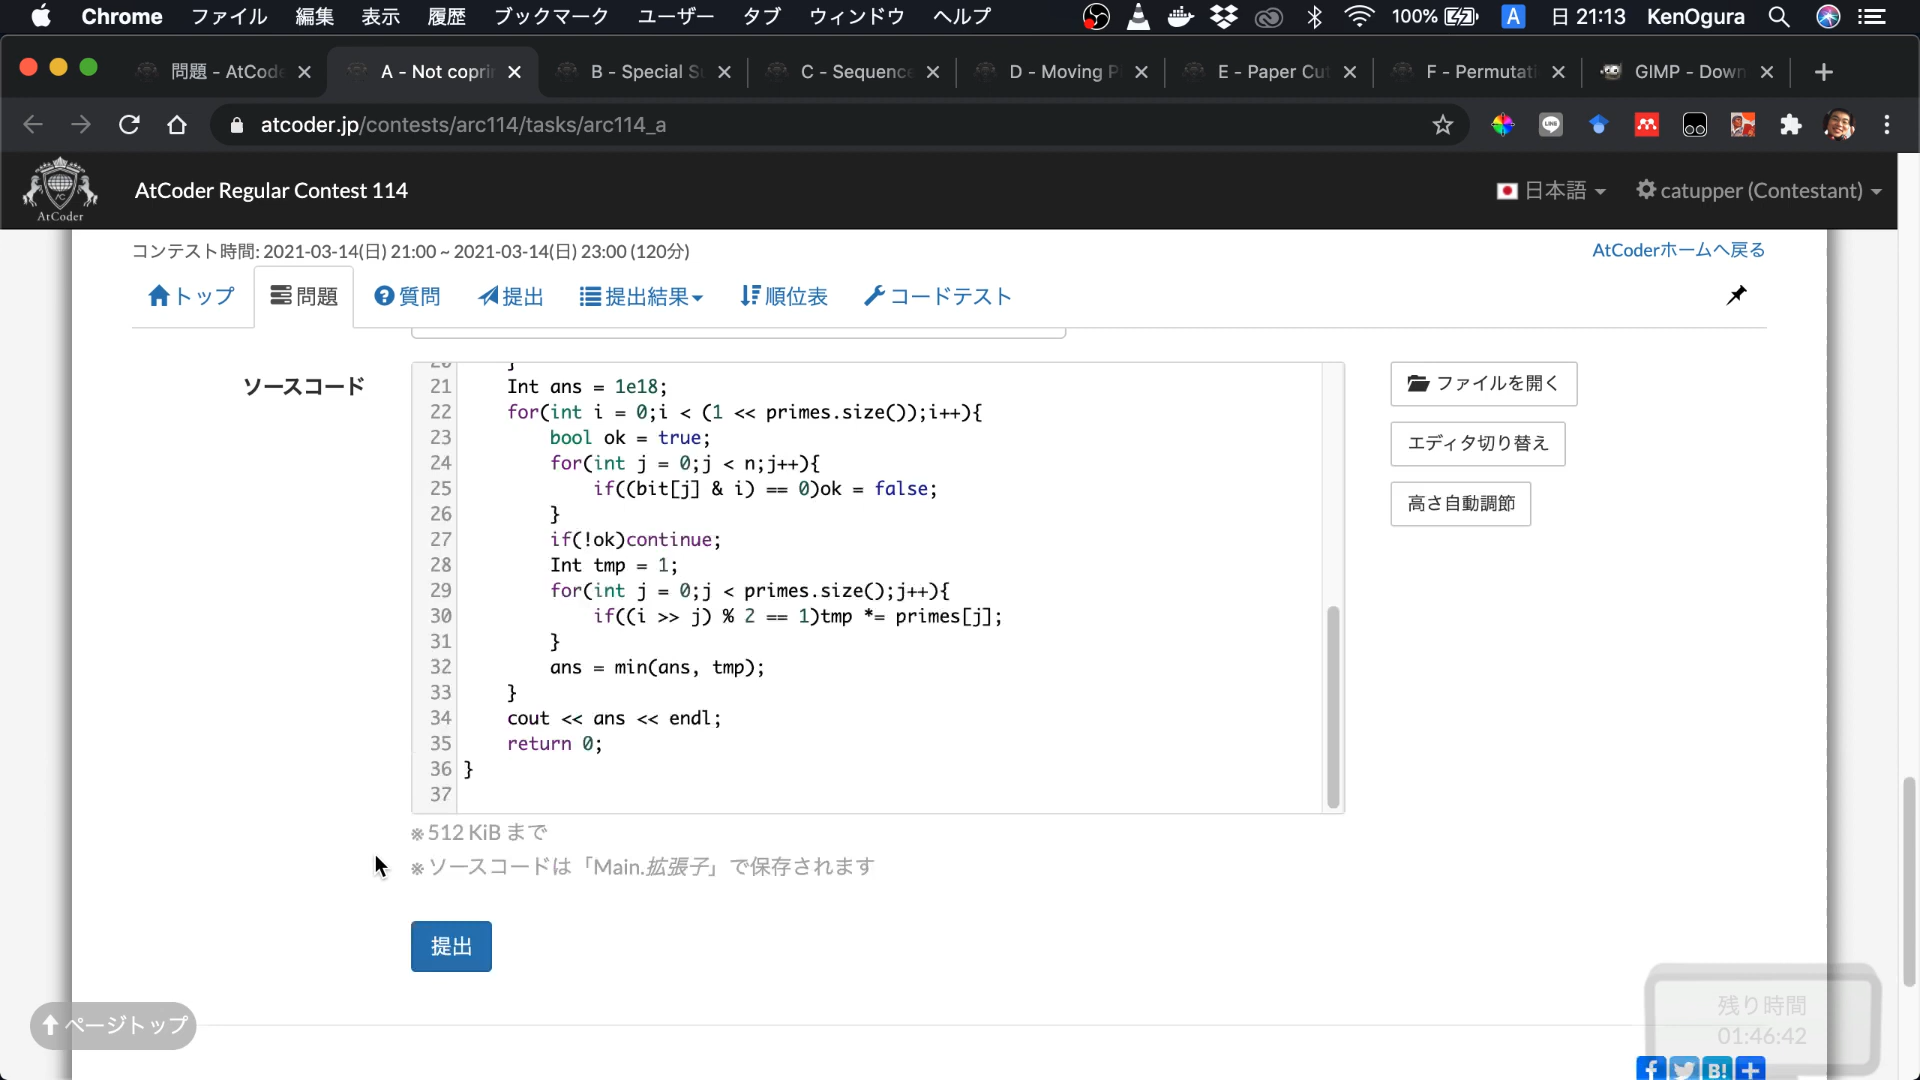 Chrome ファイル 編集 表示 履歴 ブックマーク ユーザー タブ ウィンドウ ヘルプ 100% A 日 21:13 KenOgura
問題 - AtCode A - Not coprin B - Special Su C - Sequence D - Moving Pi E - Paper Cut F - Permutati GIMP - Down
atcoder.jp/contests/arc114/tasks/arc114_a
AtCoder
AtCoder Regular Contest 114
日本語
catupper (Contestant)
コンテスト時間: 2021-03-14(日) 21:00 ~ 2021-03-14(日) 23:00 (120分)
AtCoderホームへ戻る
トップ 問題 質問 提出 提出結果 順位表 コードテスト
ソースコード
20 }
21 Int ans = 1e18;
22 for(int i = 0;i < (1 << primes.size());i++){
23 bool ok = true;
24 for(int j = 0;j < n;j++){
25 if((bit[j] & i) == 0)ok = false;
26 }
27 if(!ok)continue;
28 Int tmp = 1;
29 for(int j = 0;j < primes.size();j++){
30 if((i >> j) % 2 == 1)tmp *= primes[j];
31 }
32 ans = min(ans, tmp);
33 }
34 cout << ans << endl;
35 return 0;
36 }
37
ファイルを開く
エディタ切り替え
高さ自動調節
※ 512 KiB まで
※ ソースコードは「Main.拡張子」で保存されます
提出
ページトップ
残り時間
01:46:42
f B! +